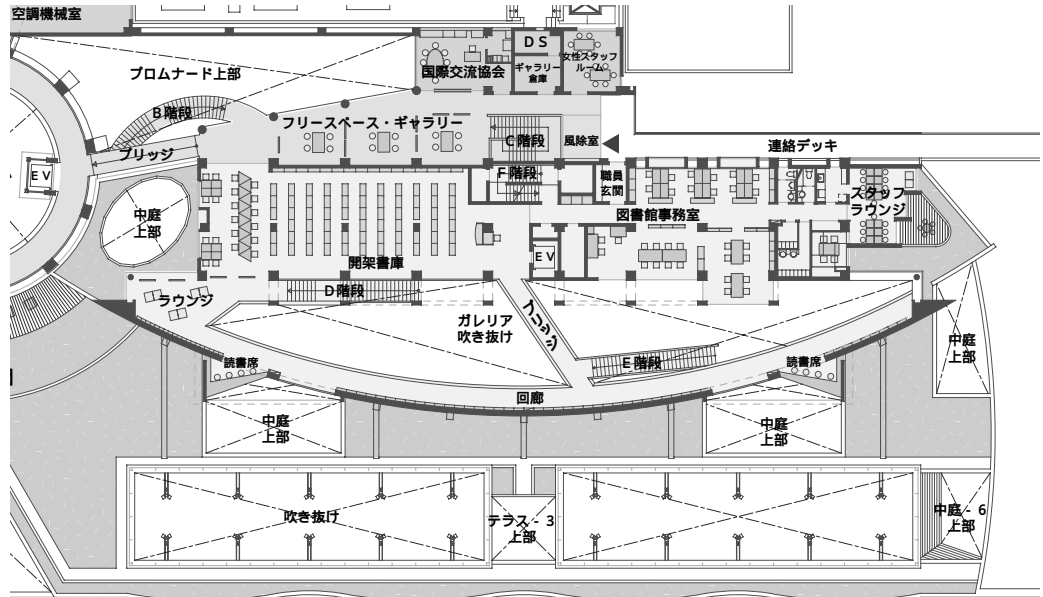 空調機械室
プロムナード上部
国際交流協会
DS
ギャラリー
倉庫
女性スタッフ
ルーム
B階段
フリースペース・ギャラリー
C階段
風除室
連絡デッキ
ブリッジ
EV
F階段
職員
玄関
図書館事務室
スタッフ
ラウンジ
中庭
上部
開架書庫
EV
ラウンジ
D階段
ガレリア
吹き抜け
ブリッジ
E階段
読書席
読書席
中庭
上部
回廊
中庭
上部
中庭
上部
吹き抜け
テラス-3
上部
中庭-6
上部